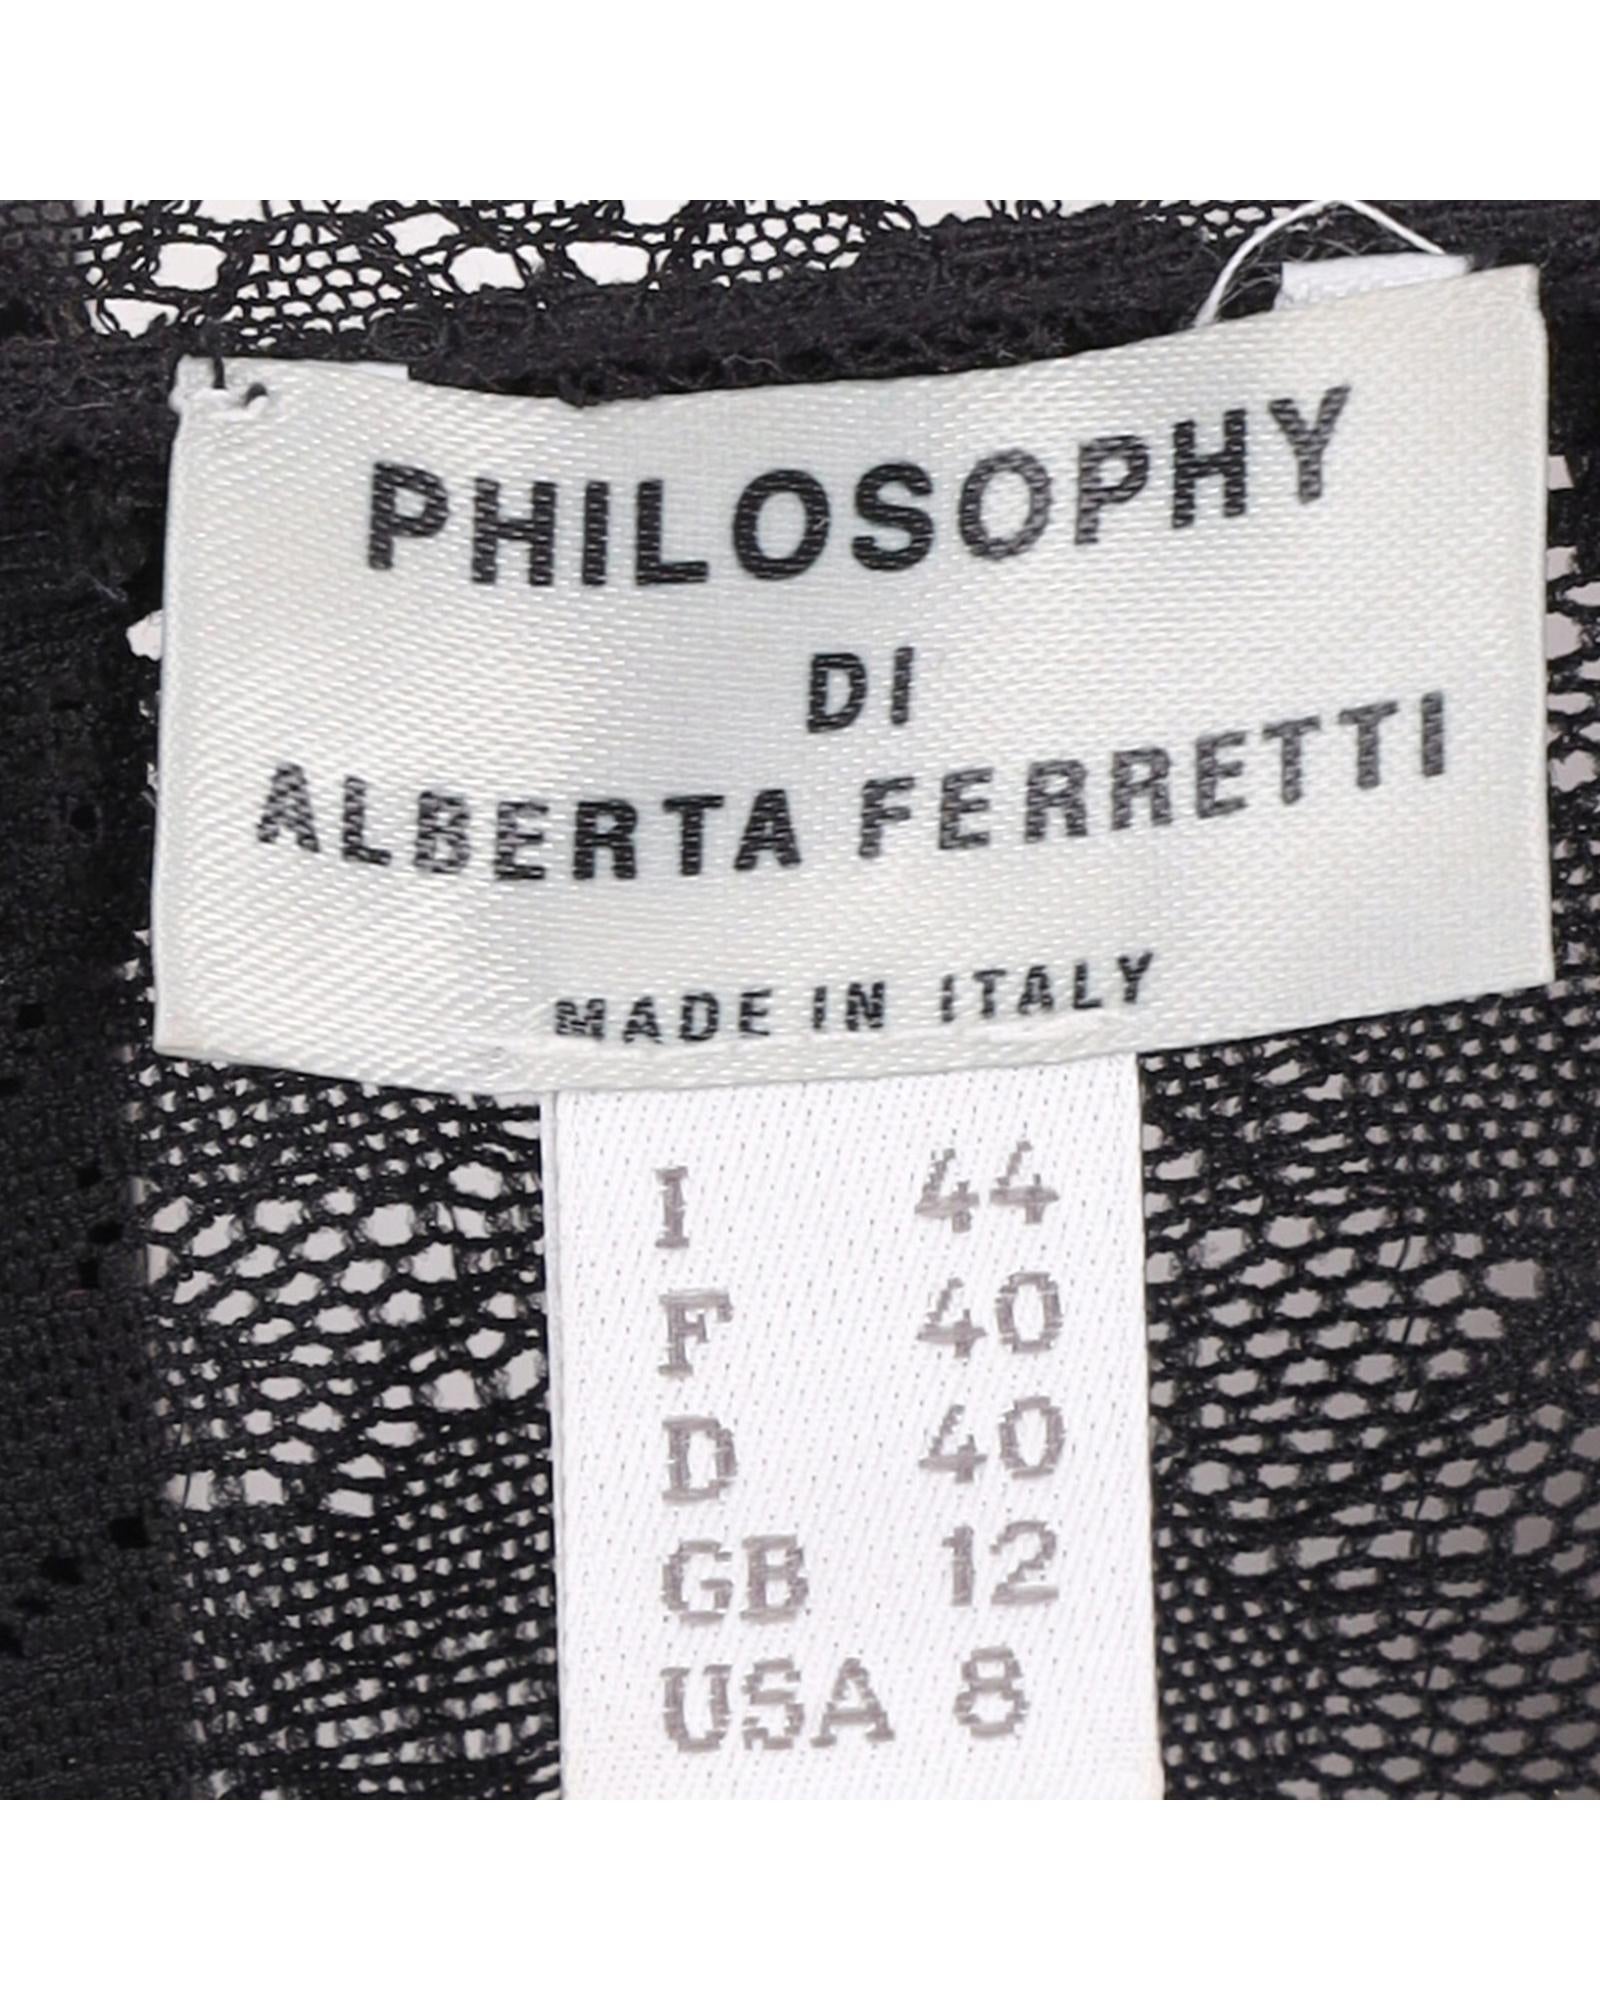 PHILOSOPHY
DI
ALBERTA FERRETTI
MADE IN ITALY
I 44
F 40
D 40
GB 12
USA 8